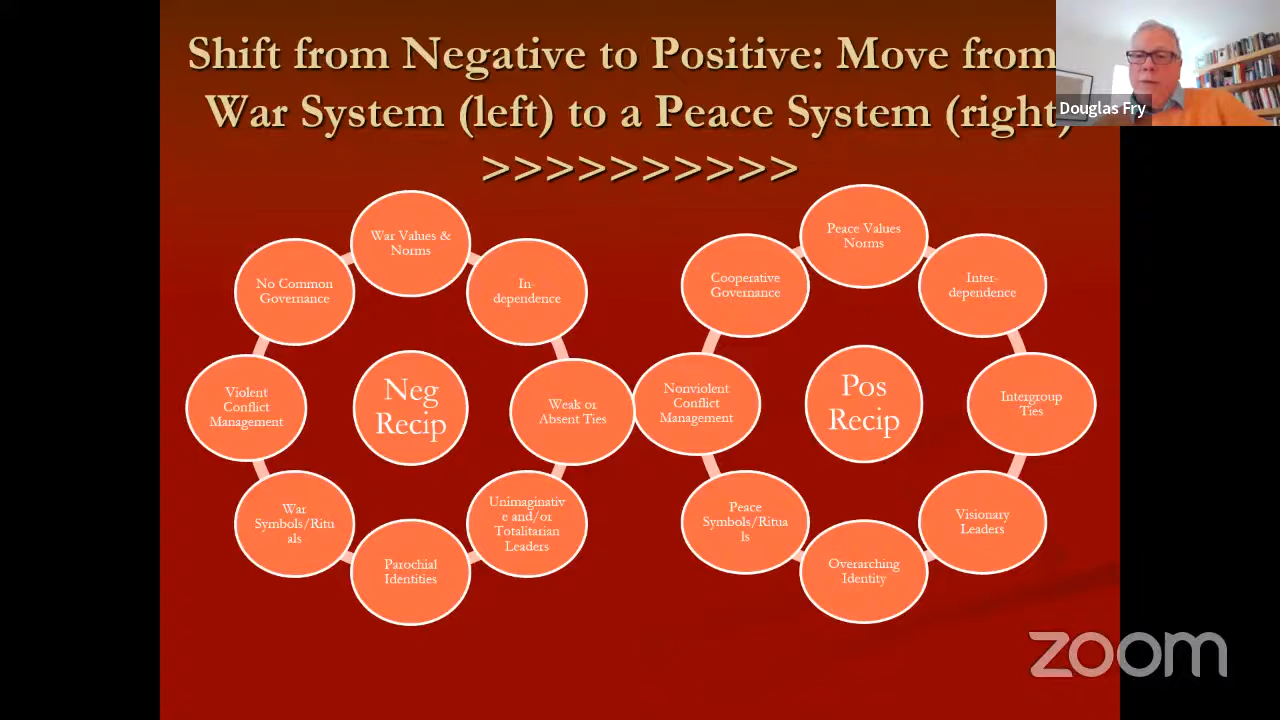 Shift from Negative to Positive: Move from
War System (left) to a Peace System (right)
>>>>>>>>>>
Douglas Fry
War Values &
Norms
In-
dependence
Weak or
Absent Ties
Unimaginativ
e and/or
Totalitarian
Leaders
Parochial
Identities
War
Symbols/Ritu
als
Violent
Conflict
Management
No Common
Governance
Neg
Recip
Peace Values
Norms
Inter-
dependence
Intergroup
Ties
Visionary
Leaders
Overarching
Identity
Peace
Symbols/Ritua
ls
Nonviolent
Conflict
Management
Cooperative
Governance
Pos
Recip
zoom